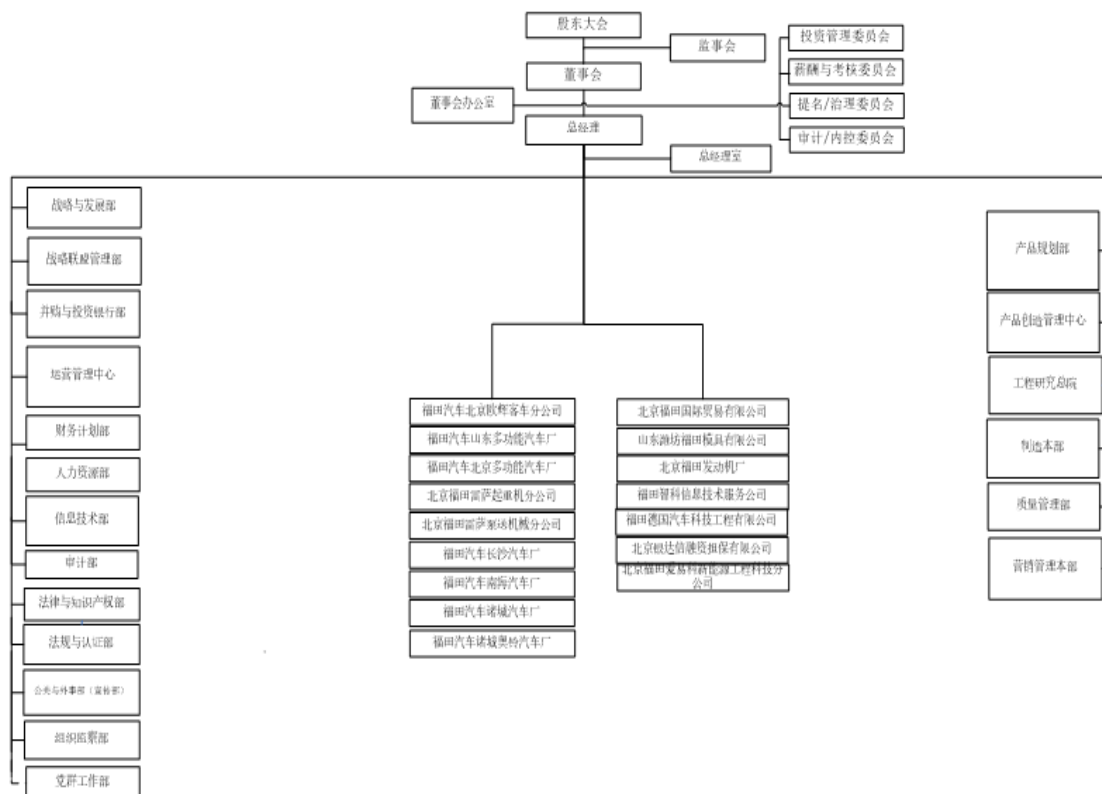 股东大会
监事会
投资管理委员会
薪酬与考核委员会
董事会
董事会办公室
提名/治理委员会
总经理
审计/内控委员会
总经理室
战略与发展部
战略联盟管理部
并购与投资银行部
运营管理中心
财务计划部
人力资源部
信息技术部
审计部
法律与知识产权部
法规与认证部
公关与外事部（宣传部）
组织监察部
党群工作部
福田汽车北京欧辉客车分公司
福田汽车山东多功能汽车厂
福田汽车北京多功能汽车厂
北京福田雷萨起重机分公司
北京福田雷萨泵送机械分公司
福田汽车长沙汽车厂
福田汽车南海汽车厂
福田汽车诸城汽车厂
福田汽车诸城奥铃汽车厂
北京福田国际贸易有限公司
山东潍坊福田模具有限公司
北京福田发动机厂
福田智科信息技术服务公司
福田德国汽车科技工程有限公司
北京银达信融资担保有限公司
北京福田爱易科新能源工程科技分
公司
产品规划部
产品创造管理中心
工程研究总院
制造本部
质量管理部
营销管理本部